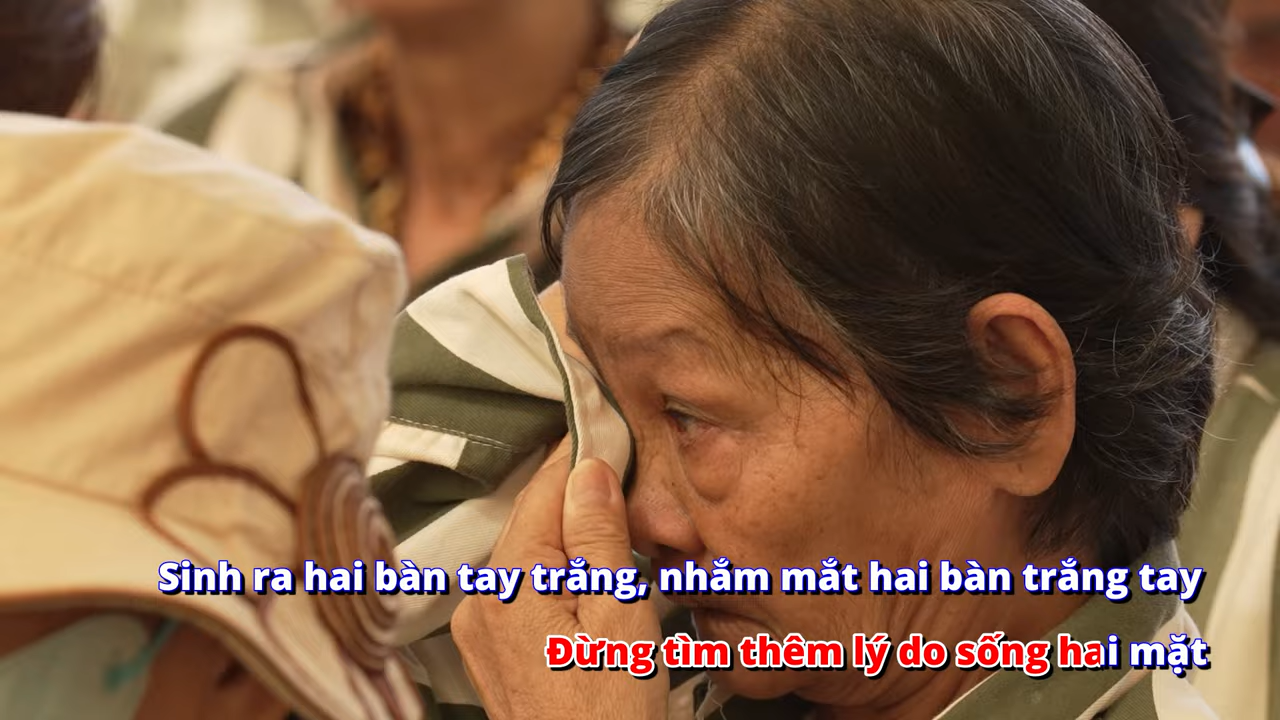 Sinh ra hai bàn tay trắng, nhắm mắt hai bàn trắng tay
Đừng tìm thêm lý do sống hai mặt